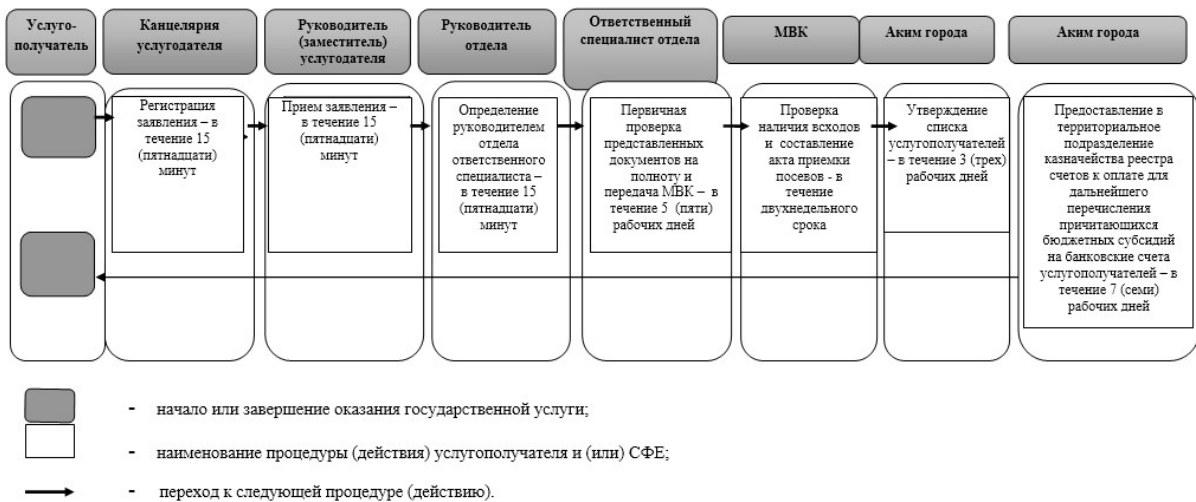 Услуго-
получатель
Канцелярия
услугодателя
Руководитель
(заместитель)
услугодателя
Руководитель
отдела
Ответственный
специалист отдела
МВК
Аким города
Аким города
Регистрация
заявления – в
течение 15
(пятнадцати)
минут
Прием заявления –
в течение 15
(пятнадцати)
минут
Определение
руководителем
отдела
ответственного
специалиста –
в течение 15
(пятнадцати)
минут
Первичная
проверка
представленных
документов на
полноту и
передача МВК – в
течение 5 (пяти)
рабочих дней
Проверка
наличия всходов
и составление
акта приемки
посевов - в
течение
двухнедельного
срока
Утверждение
списка
услугополучателей
– в течение 3 (трех)
рабочих дней
Предоставление в
территориальное
подразделение
казначейства реестра
счетов к оплате для
дальнейшего
перечисления
причитающихся
бюджетных субсидий
на банковские счета
услугополучателей – в
течение 7 (семи)
рабочих дней
- начало или завершение оказания государственной услуги;
- наименование процедуры (действия) услугополучателя и (или) СФЕ;
- переход к следующей процедуре (действию).